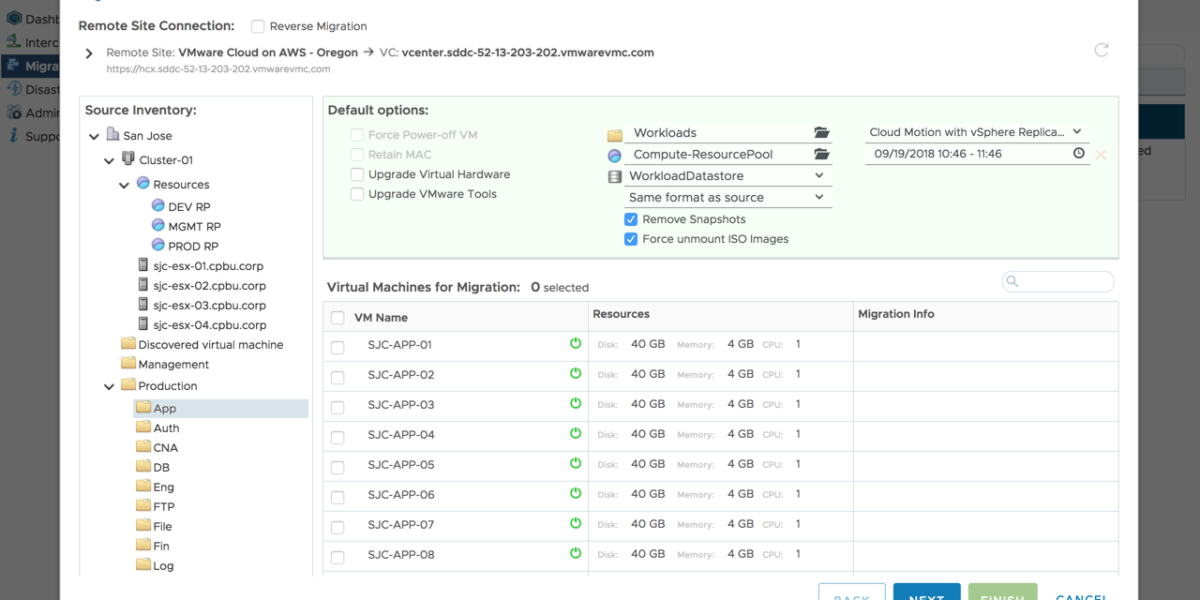 Dashb
Interc
Migra
Disast
Admin
Suppo
ed
Remote Site Connection: Reverse Migration
Remote Site: VMware Cloud on AWS - Oregon → VC: vcenter.sddc-52-13-203-202.vmwarevmc.com
https://hcx.sddc-52-13-203-202.vmwarevmc.com
Source Inventory:
San Jose
Cluster-01
Resources
DEV RP
MGMT RP
PROD RP
sjc-esx-01.cpbu.corp
sjc-esx-02.cpbu.corp
sjc-esx-03.cpbu.corp
sjc-esx-04.cpbu.corp
Discovered virtual machine
Management
Production
App
Auth
CNA
DB
Eng
FTP
File
Fin
Log
Default options:
Force Power-off VM
Retain MAC
Upgrade Virtual Hardware
Upgrade VMware Tools
Workloads
Compute-ResourcePool
WorkloadDatastore
Same format as source
Remove Snapshots
Force unmount ISO Images
Cloud Motion with vSphere Replica...
09/19/2018 10:46 - 11:46
Virtual Machines for Migration: 0 selected
VM Name Resources Migration Info
SJC-APP-01 Disk: 40 GB Memory: 4 GB CPU: 1
SJC-APP-02 Disk: 40 GB Memory: 4 GB CPU: 1
SJC-APP-03 Disk: 40 GB Memory: 4 GB CPU: 1
SJC-APP-04 Disk: 40 GB Memory: 4 GB CPU: 1
SJC-APP-05 Disk: 40 GB Memory: 4 GB CPU: 1
SJC-APP-06 Disk: 40 GB Memory: 4 GB CPU: 1
SJC-APP-07 Disk: 40 GB Memory: 4 GB CPU: 1
SJC-APP-08 Disk: 40 GB Memory: 4 GB CPU: 1
BACK NEXT FINISH CANCEL